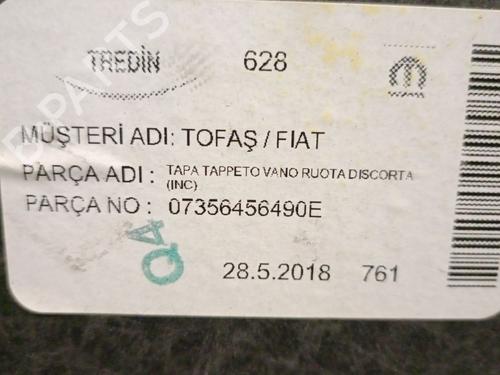 TREDİN 628
MÜŞTERİ ADI: TOFAŞ / FIAT
PARÇA ADI : TAPA TAPPETO VANO RUOTA DISCORTA
(INC)
PARÇA NO : 07356456490E
Q4
28.5.2018 761